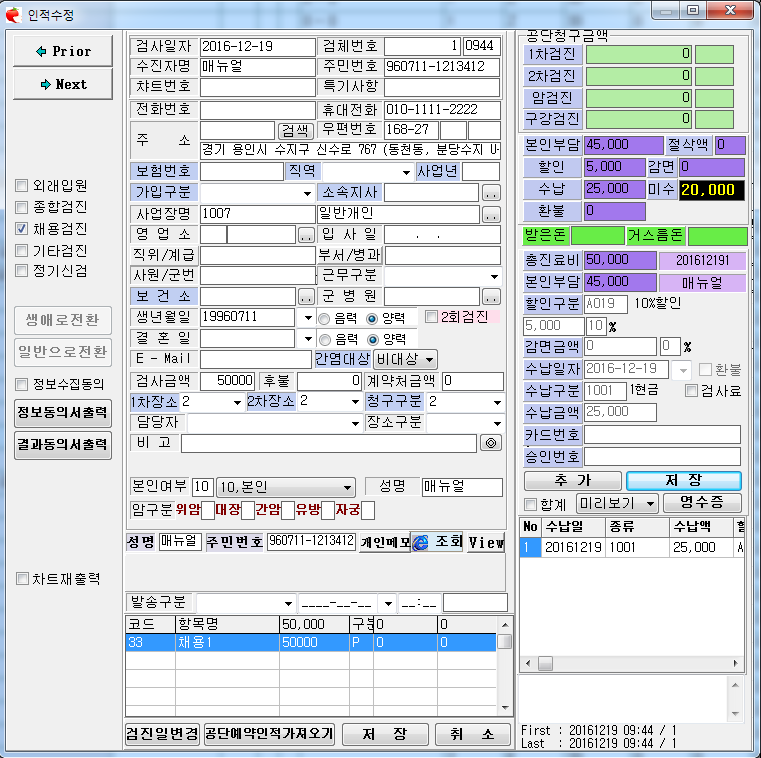 인적수정
Prior
Next
외래입원
종합검진
채용검진
기타검진
정기신검
생애로전환
일반으로전환
정보수집동의
정보동의서출력
결과동의서출력
차트재출력
검사일자 2016-12-19 검체번호 1 0944
수진자명 매뉴얼 주민번호 960711-1213412
챠트번호 특기사항
전화번호 휴대전화 010-1111-2222
주 소 검색 우편번호 168-27
경기 용인시 수지구 신수로 767 (동천동, 분당수지 U-
보험번호 직역 사업년
가입구분 소속지사 ...
사업장명 1007 일반개인 ...
영 업 소 ... 입 사 일 . .
직위/계급 부서/병과
사원/군번 근무구분
보 건 소 ... 군 병 원 ...
생년월일 19960711 음력 양력 2회검진
결 혼 일 음력 양력
E - Mail 간염대상 비대상
검사금액 50000 후불 0 계약처금액 0
1차장소 2 2차장소 2 청구구분 2
담당자 장소구분
비 고
본인여부 10 10,본인 성명 매뉴얼
암구분 위암 대장 간암 유방 자궁
성명 매뉴얼 주민번호 960711-1213412 개인메모 조회 View
발송구분 ____-__-__ __:__
코드 항목명 50,000 구분 0 0
33 채용1 50000 P 0 0
검진일변경 공단예약인적가져오기 저 장 취 소
공단청구금액
1차검진 0
2차검진 0
암검진 0
구강검진 0
본인부담 45,000 절삭액 0
할인 5,000 감면 0
수납 25,000 미수 20,000
환불 0
받은돈 거스름돈
총진료비 50,000 201612191
본인부담 45,000 매뉴얼
할인구분 A019 10%할인
5,000 10 %
감면금액 0 0 %
수납일자 2016-12-19 환불
수납구분 1001 1현금 검사료
수납금액 25,000
카드번호
승인번호
추 가 저 장
합계 미리보기 영수증
No 수납일 종류 수납액
1 20161219 1001 25,000 A
First : 20161219 09:44 / 1
Last : 20161219 09:44 / 1